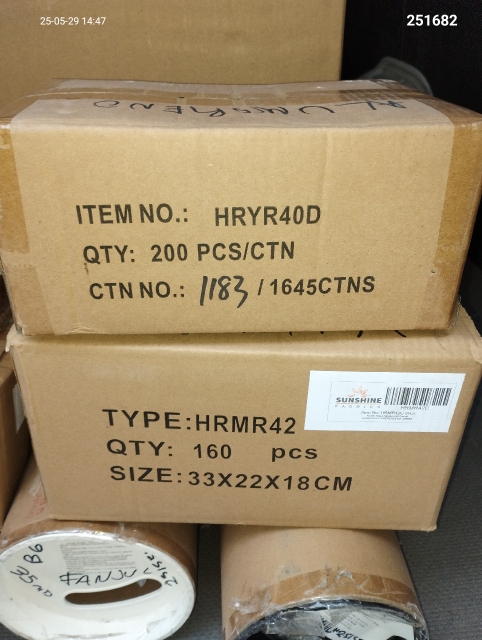 25-05-29 14:47
251682
ITEM NO.: HRYR40D
QTY: 200 PCS/CTN
CTN NO.: 1183 / 1645CTNS
SUNSHINE
TYPE:HRMR42
QTY: 160 pcs
SIZE:33X22X18CM
B6